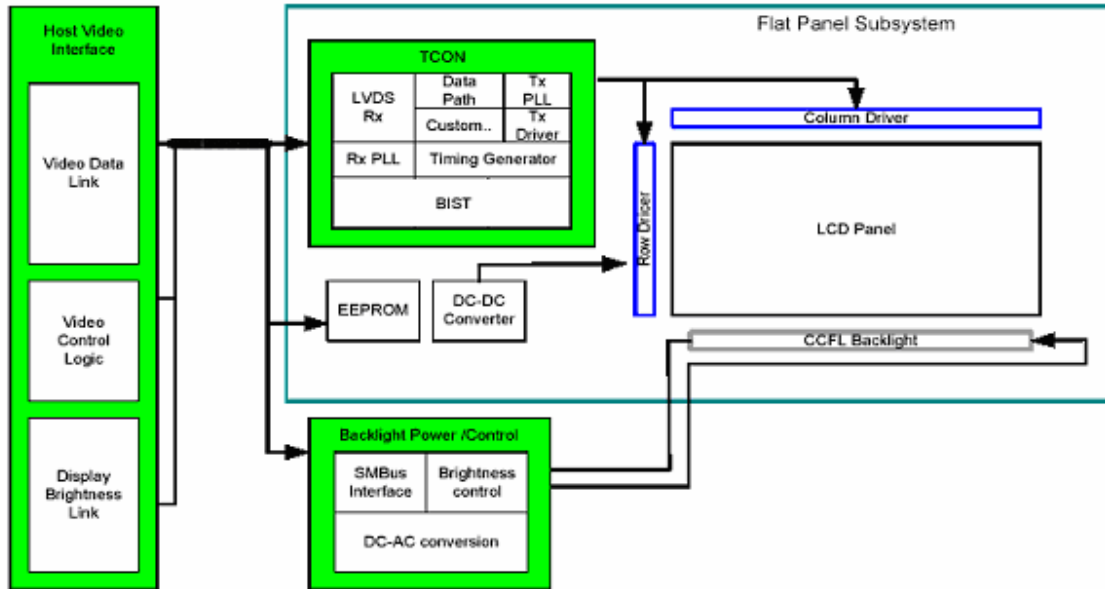 Host Video
Interface
Video Data
Link
Video
Control
Logic
Display
Brightness
Link
Flat Panel Subsystem
TCON
LVDS
Rx
Data
Path
Tx
PLL
Custom..
Tx
Driver
Rx PLL
Timing Generator
BIST
EEPROM
DC-DC
Converter
Column Driver
Row Dricer
LCD Panel
CCFL Backlight
Backlight Power /Control
SMBus
Interface
Brightness
control
DC-AC conversion